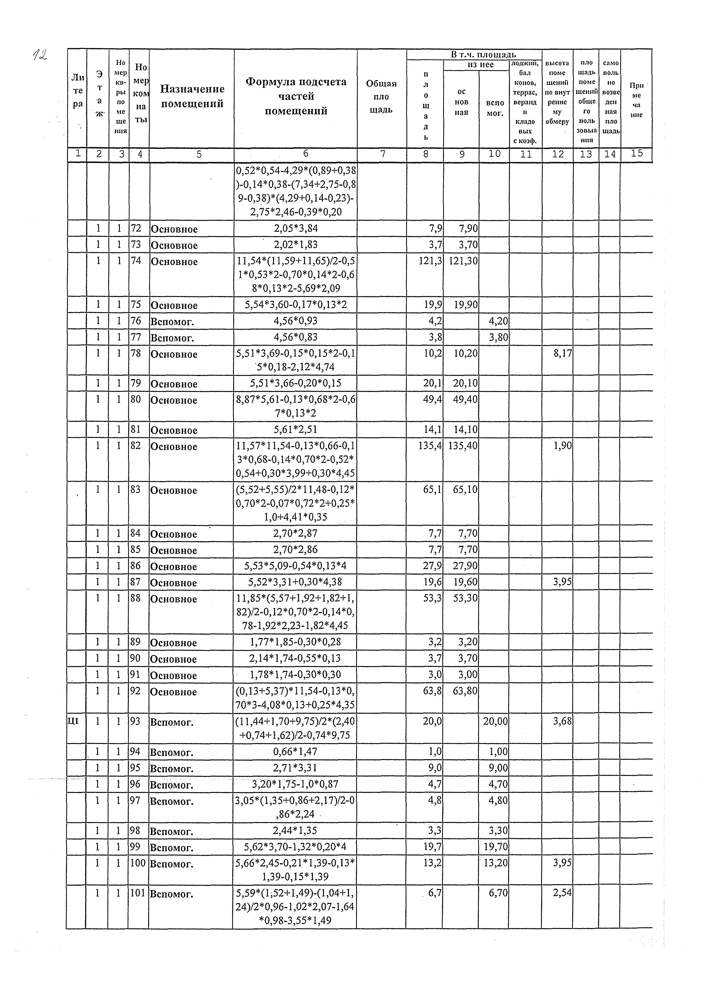 12
Ли
те
ра
Э
т
а
ж
Но
мер
кв-
ры
по
ме
ще
ния
Но
мер
ком
на
ты
Назначение
помещений
Формула подсчета
частей
помещений
Общая
пло
щадь
В т.ч. площадь
п
л
о
щ
а
д
ь
из нее
ос
нов
ная
вспо
мог.
лоджий,
бал
конов,
террас,
веранд
и
кладо
вых
с коэф.
высота
поме
щений
по внут
ренне
му
обмеру
пло
щадь
поме
щений
обще
го
поль
зовыа
ния
само
воль
но
возве
ден
ная
пло
щадь
При
ме
ча
ние
1 2 3 4 5 6 7 8 9 10 11 12 13 14 15
0,52*0,54-4,29*(0,89+0,38
)-0,14*0,38-(7,34+2,75-0,8
9-0,38)*(4,29+0,14-0,23)-
2,75*2,46-0,39*0,20
1 1 72 Основное 2,05*3,84 7,9 7,90
1 1 73 Основное 2,02*1,83 3,7 3,70
1 1 74 Основное 11,54*(11,59+11,65)/2-0,5 121,3 121,30
1*0,53*2-0,70*0,14*2-0,6
8*0,13*2-5,69*2,09
1 1 75 Основное 5,54*3,60-0,17*0,13*2 19,9 19,90
1 1 76 Вспомог. 4,56*0,93 4,2 4,20
1 1 77 Вспомог. 4,56*0,83 3,8 3,80
1 1 78 Основное 5,51*3,69-0,15*0,15*2-0,1 10,2 10,20 8,17
5*0,18-2,12*4,74
1 1 79 Основное 5,51*3,66-0,20*0,15 20,1 20,10
1 1 80 Основное 8,87*5,61-0,13*0,68*2-0,6 49,4 49,40
7*0,13*2
1 1 81 Основное 5,61*2,51 14,1 14,10
1 1 82 Основное 11,57*11,54-0,13*0,66-0,1 135,4 135,40 1,90
3*0,68-0,14*0,70*2-0,52*
0,54+0,30*3,99+0,30*4,45
1 1 83 Основное (5,52+5,55)/2*11,48-0,12* 65,1 65,10
0,70*2-0,07*0,72*2+0,25*
1,0+4,41*0,35
1 1 84 Основное 2,70*2,87 7,7 7,70
1 1 85 Основное 2,70*2,86 7,7 7,70
1 1 86 Основное 5,53*5,09-0,54*0,13*4 27,9 27,90
1 1 87 Основное 5,52*3,31+0,30*4,38 19,6 19,60 3,95
1 1 88 Основное 11,85*(5,57+1,92+1,82+1, 53,3 53,30
82)/2-0,12*0,70*2-0,14*0,
78-1,92*2,23-1,82*4,45
1 1 89 Основное 1,77*1,85-0,30*0,28 3,2 3,20
1 1 90 Основное 2,14*1,74-0,55*0,13 3,7 3,70
1 1 91 Основное 1,78*1,74-0,30*0,30 3,0 3,00
1 1 92 Основное (0,13+5,37)*11,54-0,13*0, 63,8 63,80
70*3-4,08*0,13+0,25*4,35
Ц1 1 1 93 Вспомог. (11,44+1,70+9,75)/2*(2,40 20,0 20,00 3,68
+0,74+1,62)/2-0,74*9,75
1 1 94 Вспомог. 0,66*1,47 1,0 1,00
1 1 95 Вспомог. 2,71*3,31 9,0 9,00
1 1 96 Вспомог. 3,20*1,75-1,0*0,87 4,7 4,70
1 1 97 Вспомог. 3,05*(1,35+0,86+2,17)/2-0 4,8 4,80
,86*2,24
1 1 98 Вспомог. 2,44*1,35 3,3 3,30
1 1 99 Вспомог. 5,62*3,70-1,32*0,20*4 19,7 19,70
1 1 100 Вспомог. 5,66*2,45-0,21*1,39-0,13* 13,2 13,20 3,95
1,39-0,15*1,39
1 1 101 Вспомог. 5,59*(1;52+1,49)-(1,04+1, 6,7 6,70 2,54
24)/2*0,96-1,02*2,07-1,64
*0,98-3,55*1,49